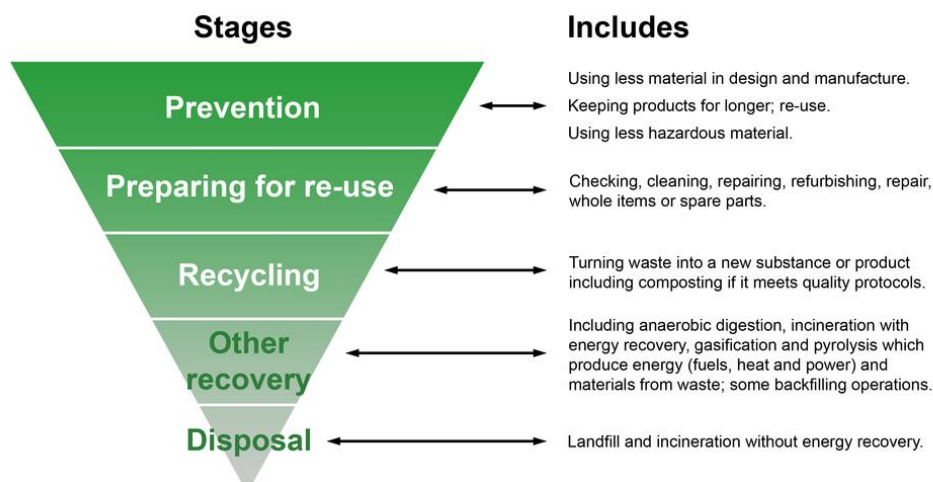 Stages
Includes
Prevention
Using less material in design and manufacture.
Keeping products for longer; re-use.
Using less hazardous material.
Preparing for re-use
Checking, cleaning, repairing, refurbishing, repair,
whole items or spare parts.
Recycling
Turning waste into a new substance or product
including composting if it meets quality protocols.
Other
recovery
Including anaerobic digestion, incineration with
energy recovery, gasification and pyrolysis which
produce energy (fuels, heat and power) and
materials from waste; some backfilling operations.
Disposal
Landfill and incineration without energy recovery.